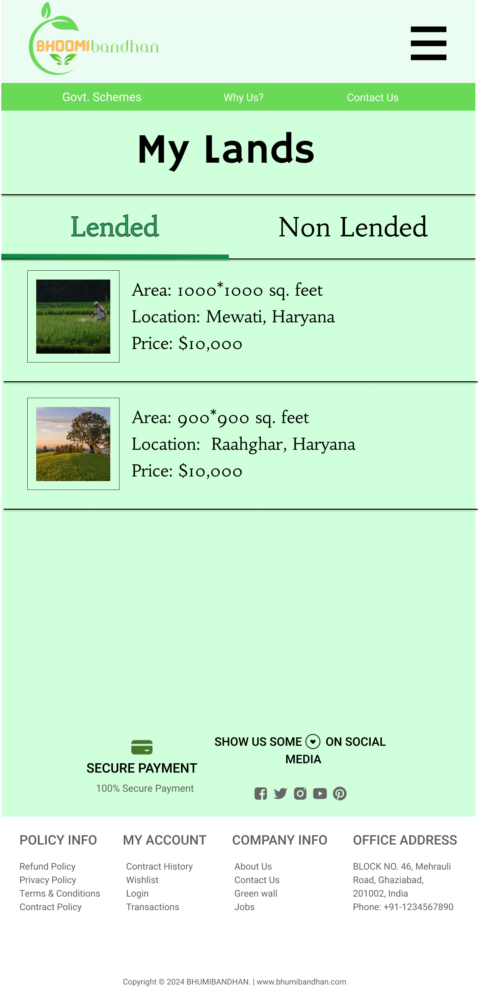 BHOOMIbandhan
Govt. Schemes Why Us? Contact Us
My Lands
Lended Non Lended
Area: 1000*1000 sq. feet
Location: Mewati, Haryana
Price: $10,000
Area: 900*900 sq. feet
Location: Raahghar, Haryana
Price: $10,000
SECURE PAYMENT
100% Secure Payment
SHOW US SOME ON SOCIAL
MEDIA
POLICY INFO
Refund Policy
Privacy Policy
Terms & Conditions
Contract Policy
MY ACCOUNT
Contract History
Wishlist
Login
Transactions
COMPANY INFO
About Us
Contact Us
Green wall
Jobs
OFFICE ADDRESS
BLOCK NO. 46, Mehrauli
Road, Ghaziabad,
201002, India
Phone: +91-1234567890
Copyright © 2024 BHUMIBANDHAN. | www.bhumibandhan.com